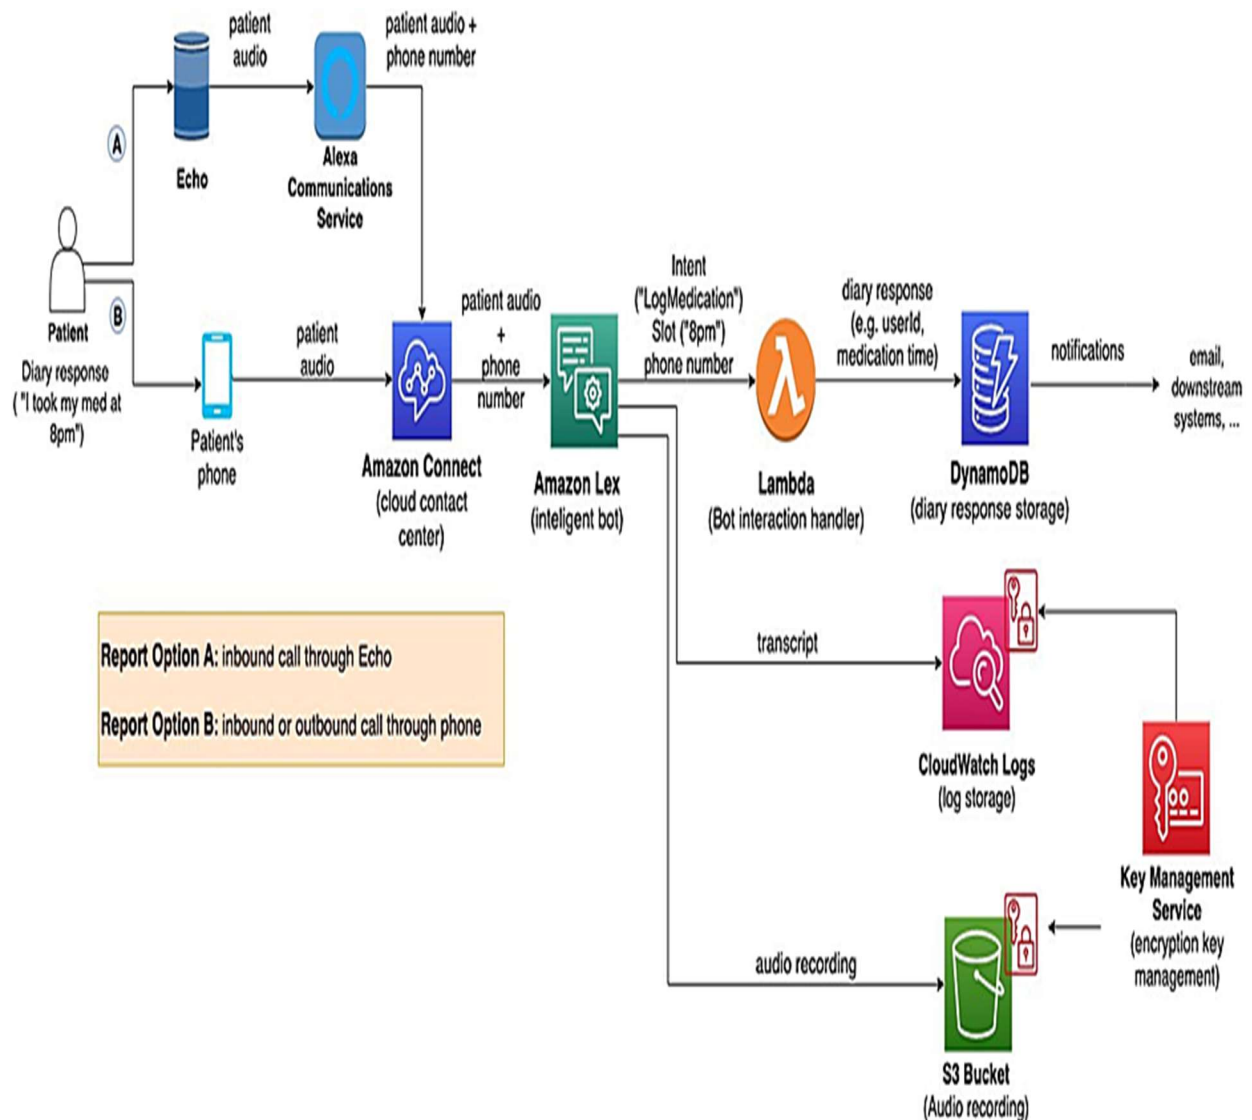 patient
audio
patient audio +
phone number
A
Echo
Alexa
Communications
Service
B
Patient
Diary response
( "I took my med at
8pm")
Patient's
phone
patient
audio
Amazon Connect
(cloud contact
center)
patient audio
+
phone
number
Amazon Lex
(inteligent bot)
Intent
("LogMedication")
Slot ("8pm")
phone number
Lambda
(Bot interaction handler)
diary response
(e.g. userId,
medication time)
DynamoDB
(diary response storage)
notifications
email,
downstream
systems, ...
Report Option A: inbound call through Echo
Report Option B: inbound or outbound call through phone
transcript
CloudWatch Logs
(log storage)
Key Management
Service
(encryption key
management)
audio recording
S3 Bucket
(Audio recording)